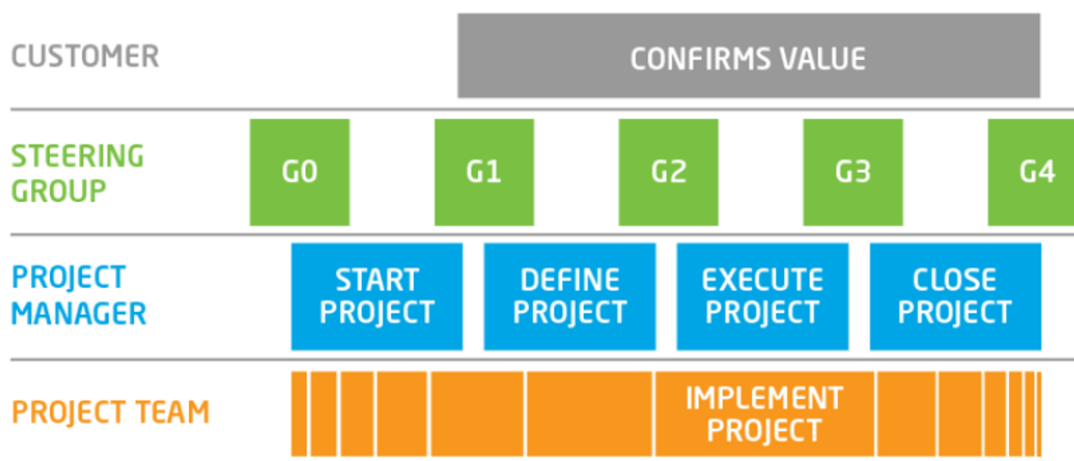 CUSTOMER
CONFIRMS VALUE
STEERING
GROUP
G0
G1
G2
G3
G4
PROJECT
MANAGER
START
PROJECT
DEFINE
PROJECT
EXECUTE
PROJECT
CLOSE
PROJECT
PROJECT TEAM
IMPLEMENT
PROJECT